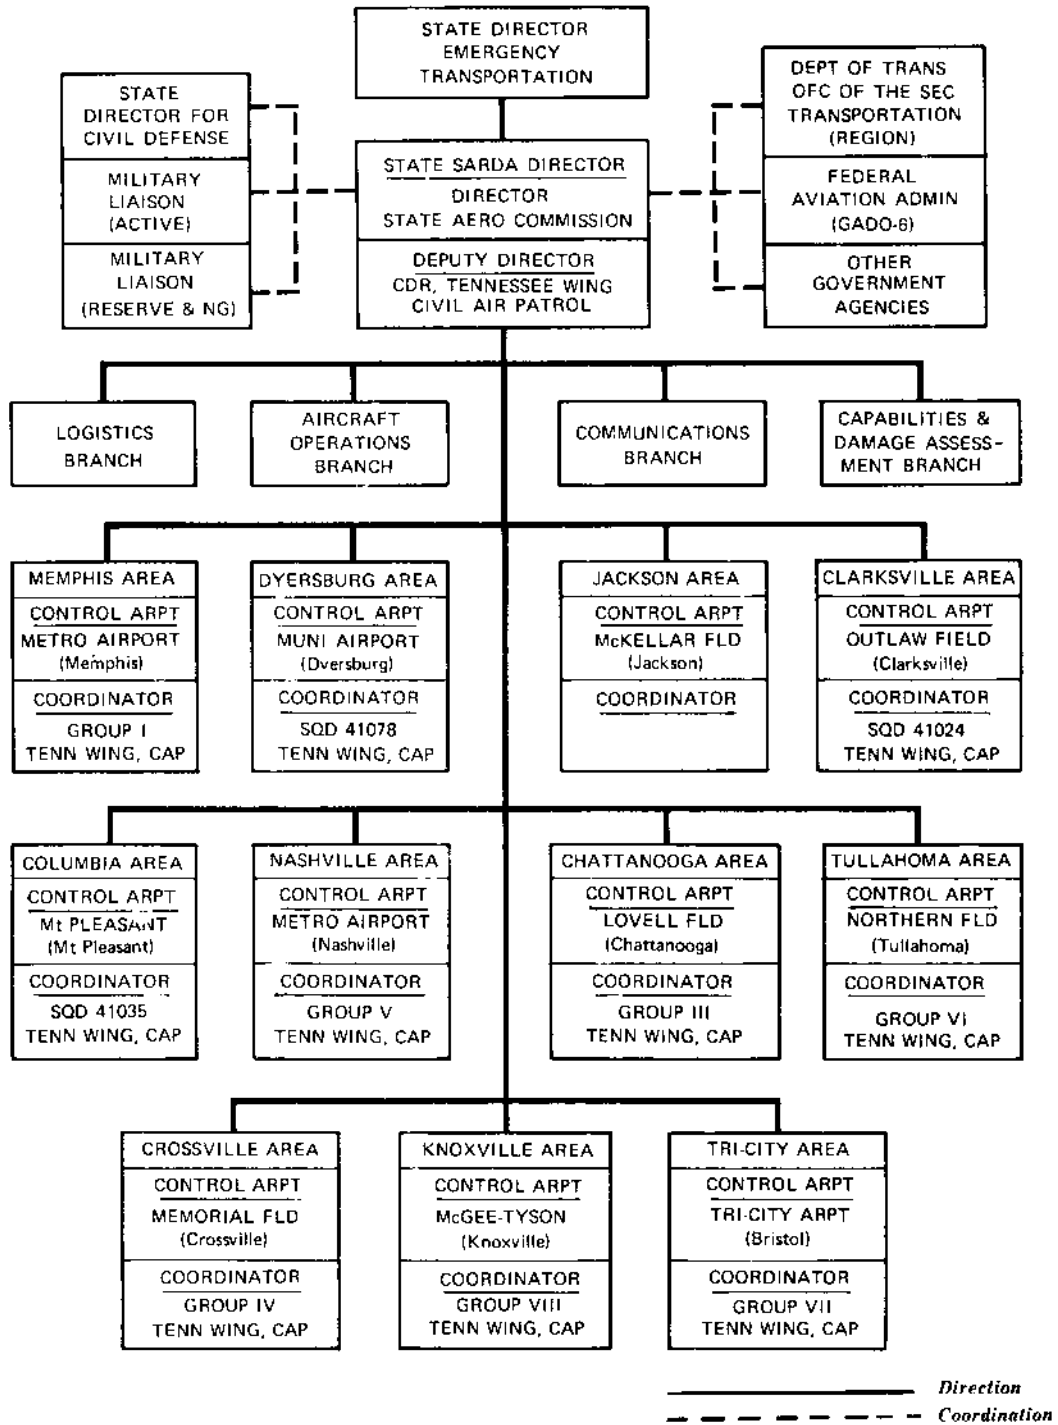 STATE DIRECTOR
EMERGENCY
TRANSPORTATION
STATE
DIRECTOR FOR
CIVIL DEFENSE
MILITARY
LIAISON
(ACTIVE)
MILITARY
LIAISON
(RESERVE & NG)
STATE SARDA DIRECTOR
DIRECTOR
STATE AERO COMMISSION
DEPUTY DIRECTOR
CDR, TENNESSEE WING
CIVIL AIR PATROL
DEPT OF TRANS
OFC OF THE SEC
TRANSPORTATION
(REGION)
FEDERAL
AVIATION ADMIN
(GADO-6)
OTHER
GOVERNMENT
AGENCIES
LOGISTICS
BRANCH
AIRCRAFT
OPERATIONS
BRANCH
COMMUNICATIONS
BRANCH
CAPABILITIES &
DAMAGE ASSESS-
MENT BRANCH
MEMPHIS AREA
CONTROL ARPT
METRO AIRPORT
(Memphis)
COORDINATOR
GROUP I
TENN WING, CAP
DYERSBURG AREA
CONTROL ARPT
MUNI AIRPORT
(Dyersburg)
COORDINATOR
SQD 41078
TENN WING, CAP
JACKSON AREA
CONTROL ARPT
McKELLAR FLD
(Jackson)
COORDINATOR
CLARKSVILLE AREA
CONTROL ARPT
OUTLAW FIELD
(Clarksville)
COORDINATOR
SQD 41024
TENN WING, CAP
COLUMBIA AREA
CONTROL ARPT
Mt PLEASANT
(Mt Pleasant)
COORDINATOR
SQD 41035
TENN WING, CAP
NASHVILLE AREA
CONTROL ARPT
METRO AIRPORT
(Nashville)
COORDINATOR
GROUP V
TENN WING, CAP
CHATTANOOGA AREA
CONTROL ARPT
LOVELL FLD
(Chattanooga)
COORDINATOR
GROUP III
TENN WING, CAP
TULLAHOMA AREA
CONTROL ARPT
NORTHERN FLD
(Tullahoma)
COORDINATOR
GROUP VI
TENN WING, CAP
CROSSVILLE AREA
CONTROL ARPT
MEMORIAL FLD
(Crossville)
COORDINATOR
GROUP IV
TENN WING, CAP
KNOXVILLE AREA
CONTROL ARPT
McGEE-TYSON
(Knoxville)
COORDINATOR
GROUP VIII
TENN WING, CAP
TRI-CITY AREA
CONTROL ARPT
TRI-CITY ARPT
(Bristol)
COORDINATOR
GROUP VII
TENN WING, CAP
Direction
Coordination